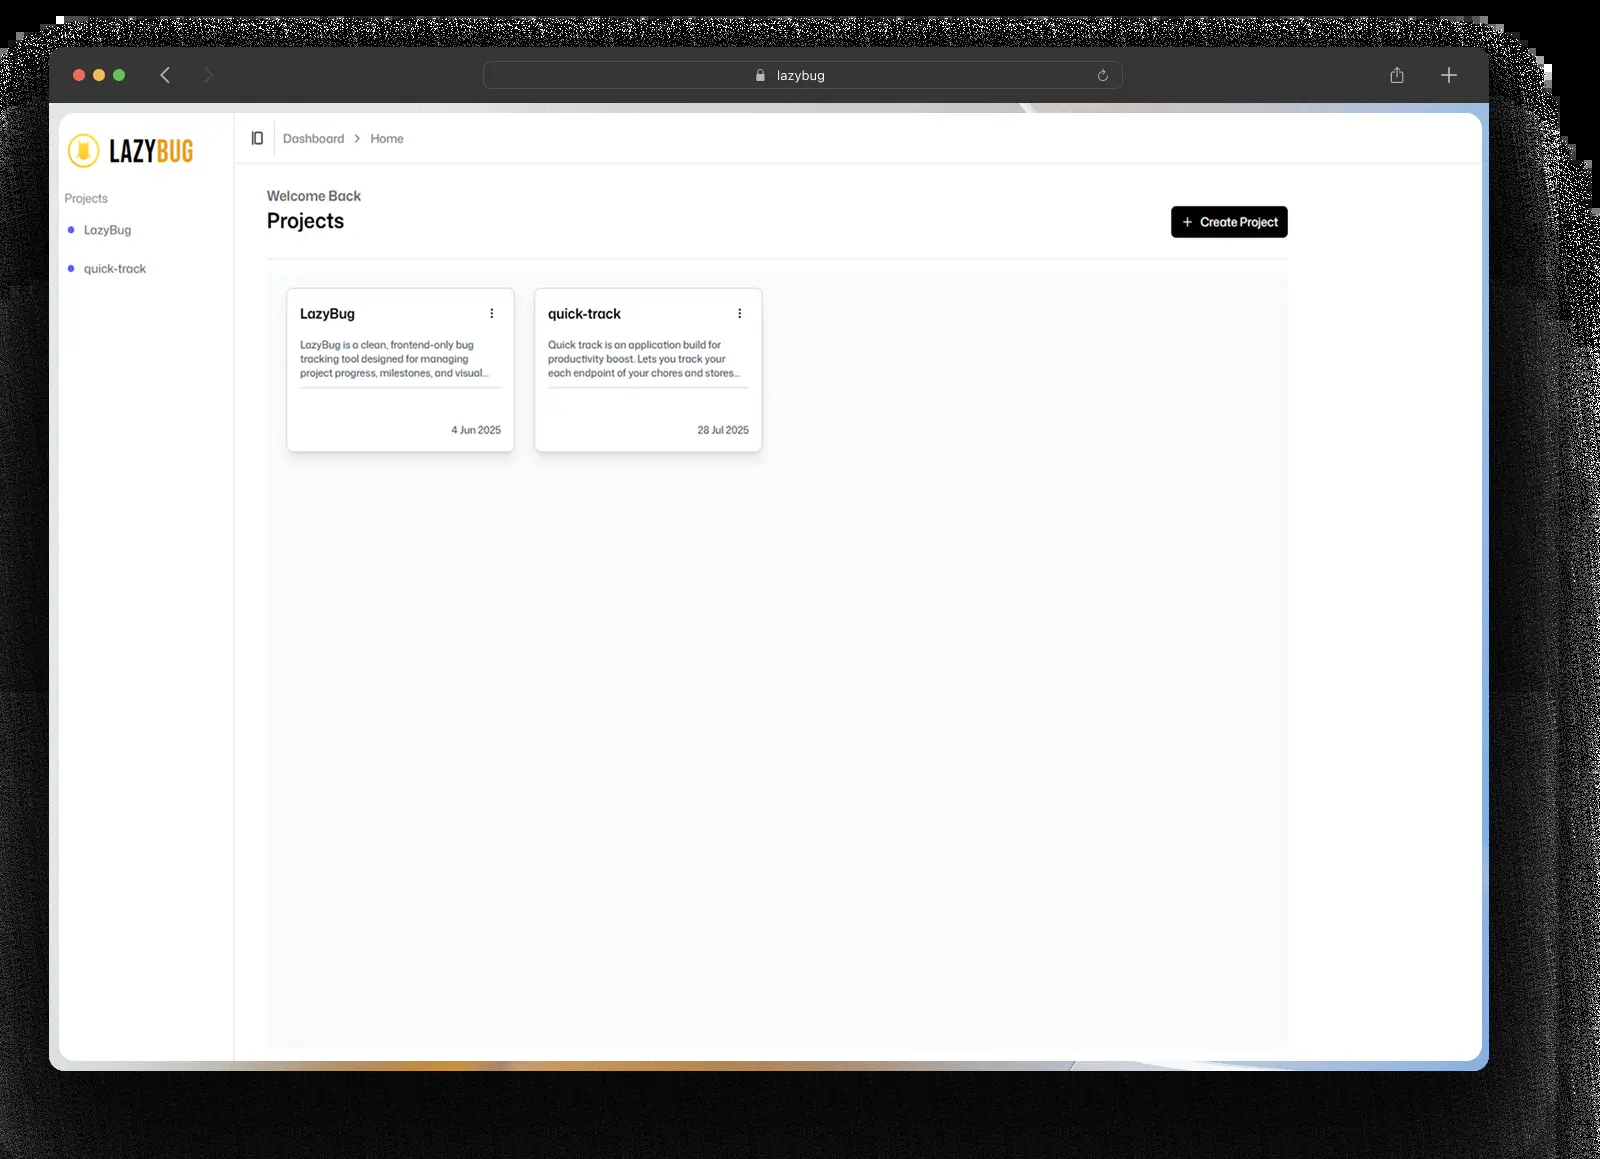 lazybug
LAZYBUG
Projects
LazyBug
quick-track
Dashboard > Home
Welcome Back
Projects
+ Create Project
LazyBug
LazyBug is a clean, frontend-only bug
tracking tool designed for managing
project progress, milestones, and visual...
4 Jun 2025
quick-track
Quick track is an application build for
productivity boost. Lets you track your
each endpoint of your chores and stores...
28 Jul 2025